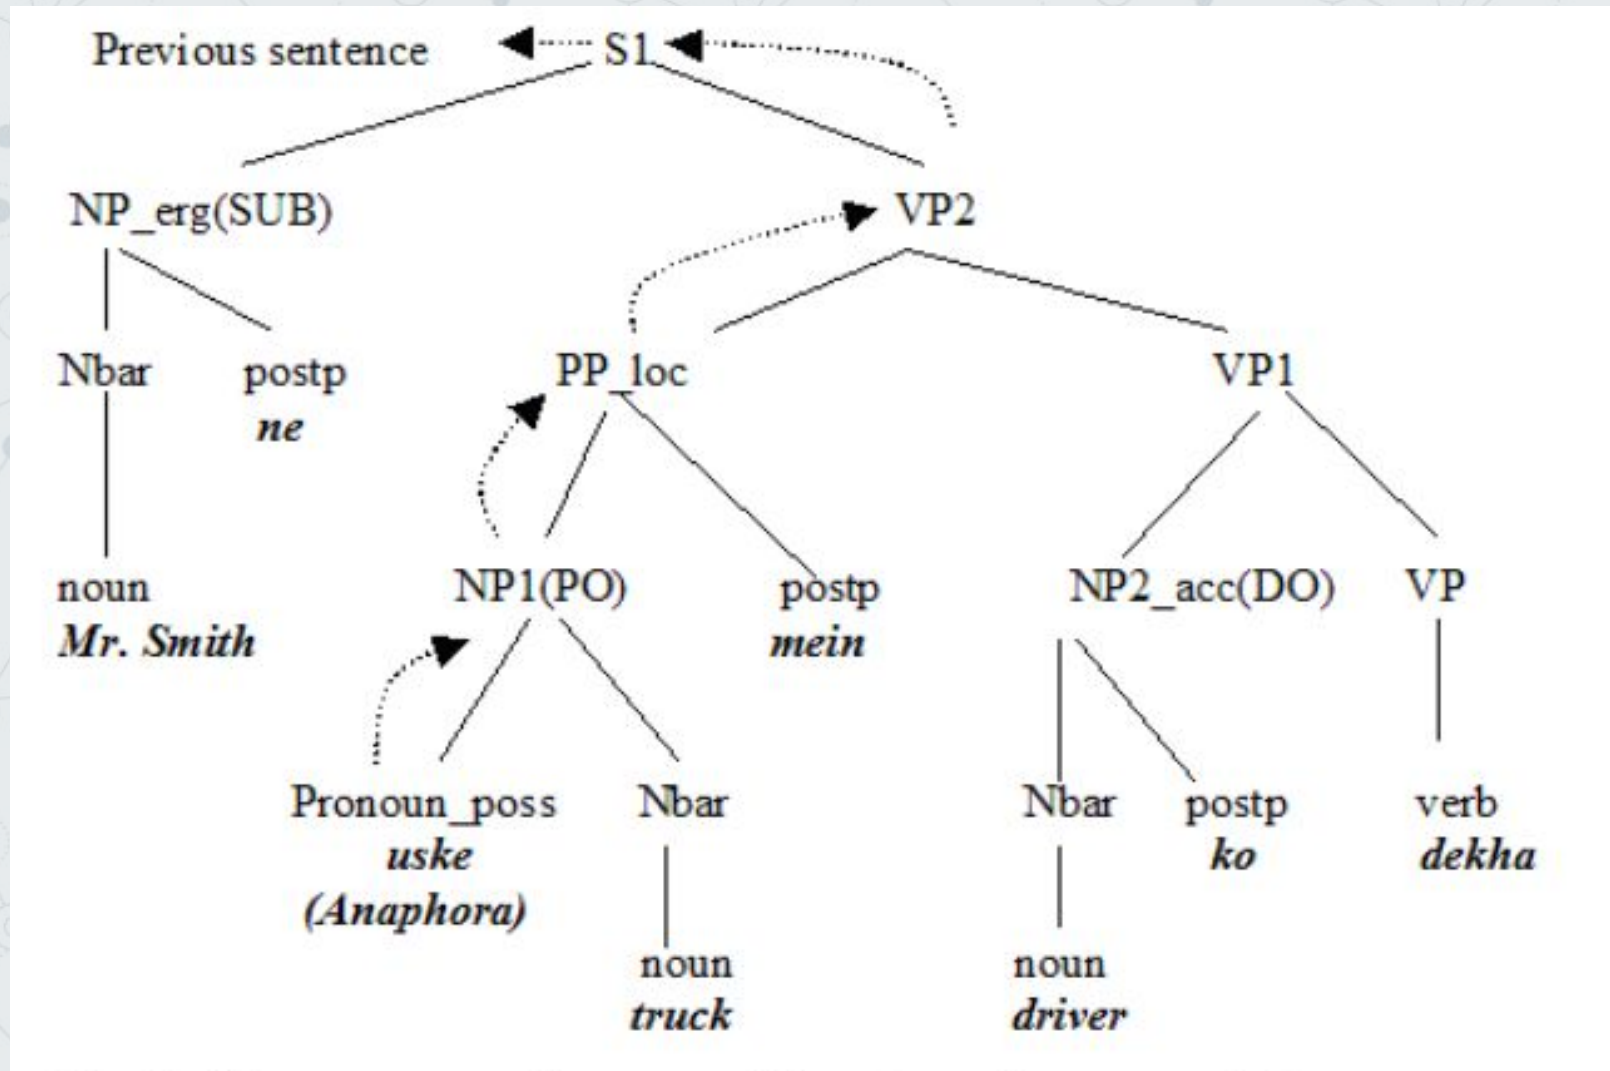 Previous sentence S1
NP_erg(SUB) VP2
Nbar postp PP_loc VP1
ne
noun NP1(PO) postp NP2_acc(DO) VP
Mr. Smith mein
Pronoun_poss Nbar Nbar postp verb
uske ko dekha
(Anaphora)
noun noun
truck driver